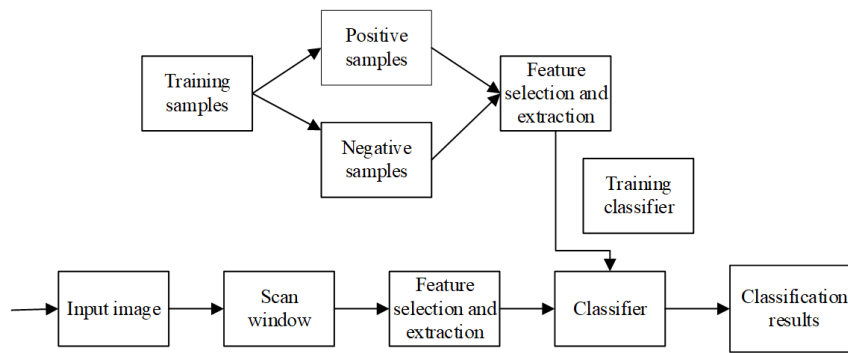 Positive
samples
Training
samples
Feature
selection and
extraction
Negative
samples
Training
classifier
Input image
Scan
window
Feature
selection and
extraction
Classifier
Classification
results